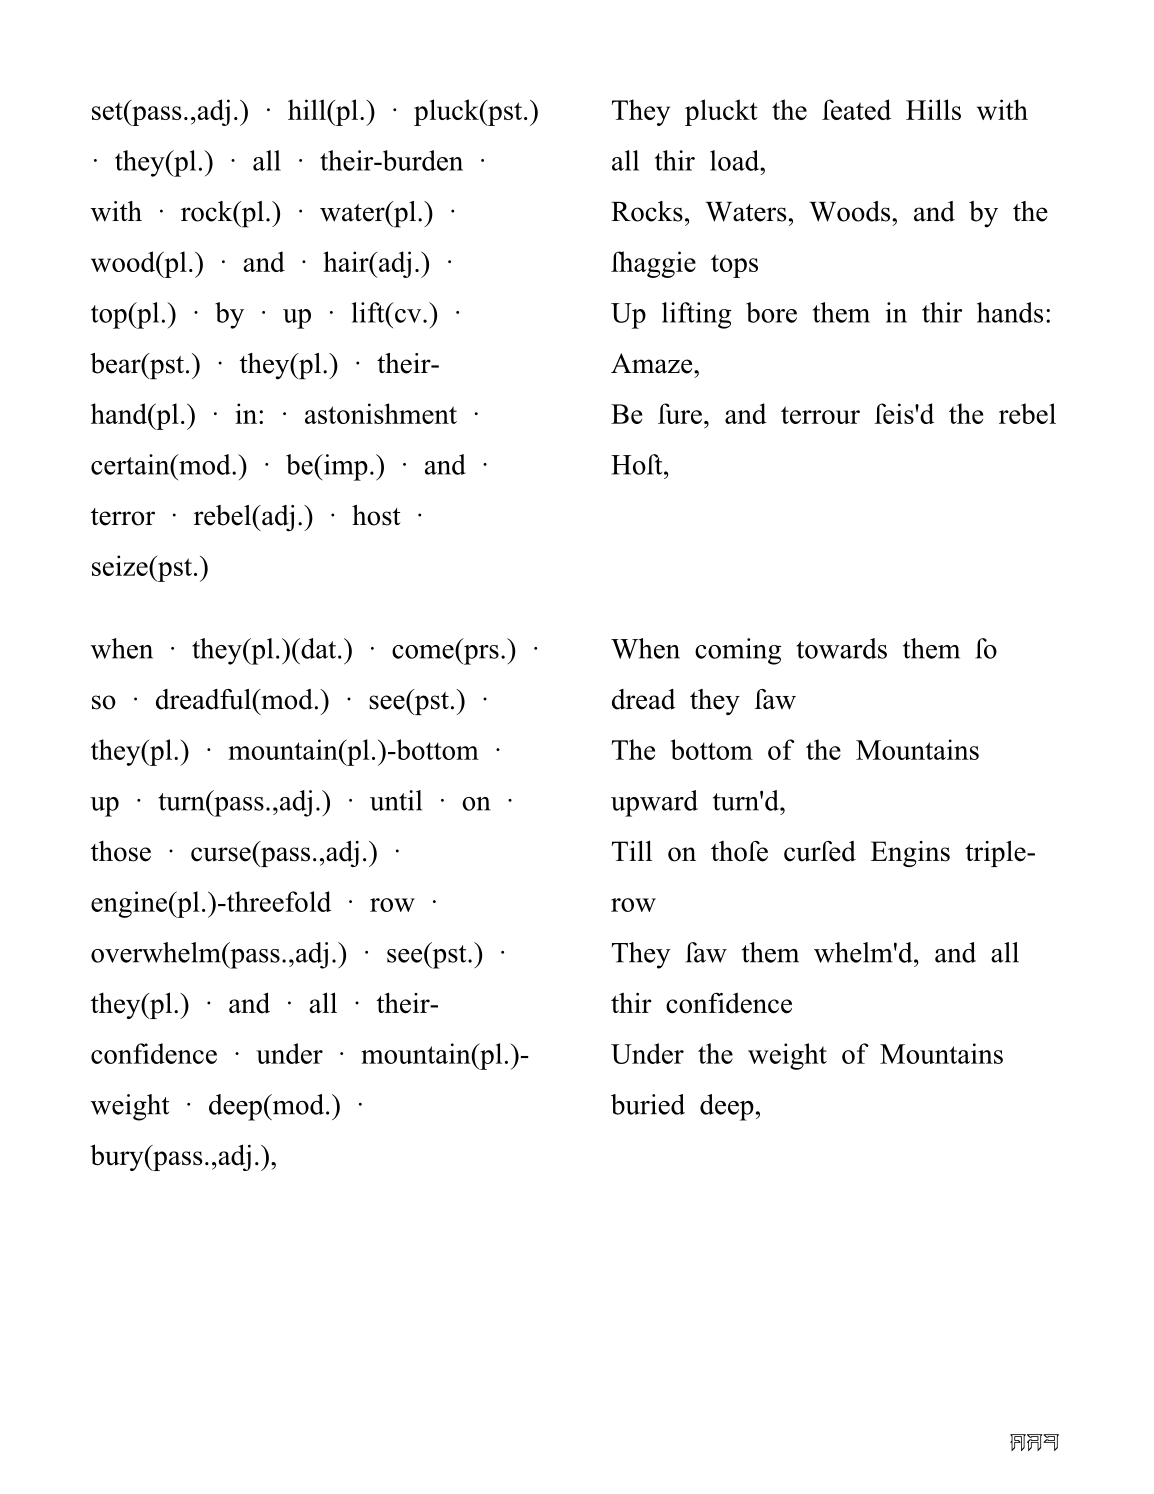 set(pass.,adj.) · hill(pl.) · pluck(pst.)
· they(pl.) · all · their-burden ·
with · rock(pl.) · water(pl.) ·
wood(pl.) · and · hair(adj.) ·
top(pl.) · by · up · lift(cv.) ·
bear(pst.) · they(pl.) · their-
hand(pl.) · in: · astonishment ·
certain(mod.) · be(imp.) · and ·
terror · rebel(adj.) · host ·
seize(pst.)
They pluckt the ſeated Hills with
all thir load,
Rocks, Waters, Woods, and by the
ſhaggie tops
Up lifting bore them in thir hands:
Amaze,
Be ſure, and terrour ſeis'd the rebel
Hoſt,
when · they(pl.)(dat.) · come(prs.) ·
so · dreadful(mod.) · see(pst.) ·
they(pl.) · mountain(pl.)-bottom ·
up · turn(pass.,adj.) · until · on ·
those · curse(pass.,adj.) ·
engine(pl.)-threefold · row ·
overwhelm(pass.,adj.) · see(pst.) ·
they(pl.) · and · all · their-
confidence · under · mountain(pl.)-
weight · deep(mod.) ·
bury(pass.,adj.),
When coming towards them ſo
dread they ſaw
The bottom of the Mountains
upward turn'd,
Till on thoſe curſed Engins triple-
row
They ſaw them whelm'd, and all
thir confidence
Under the weight of Mountains
buried deep,